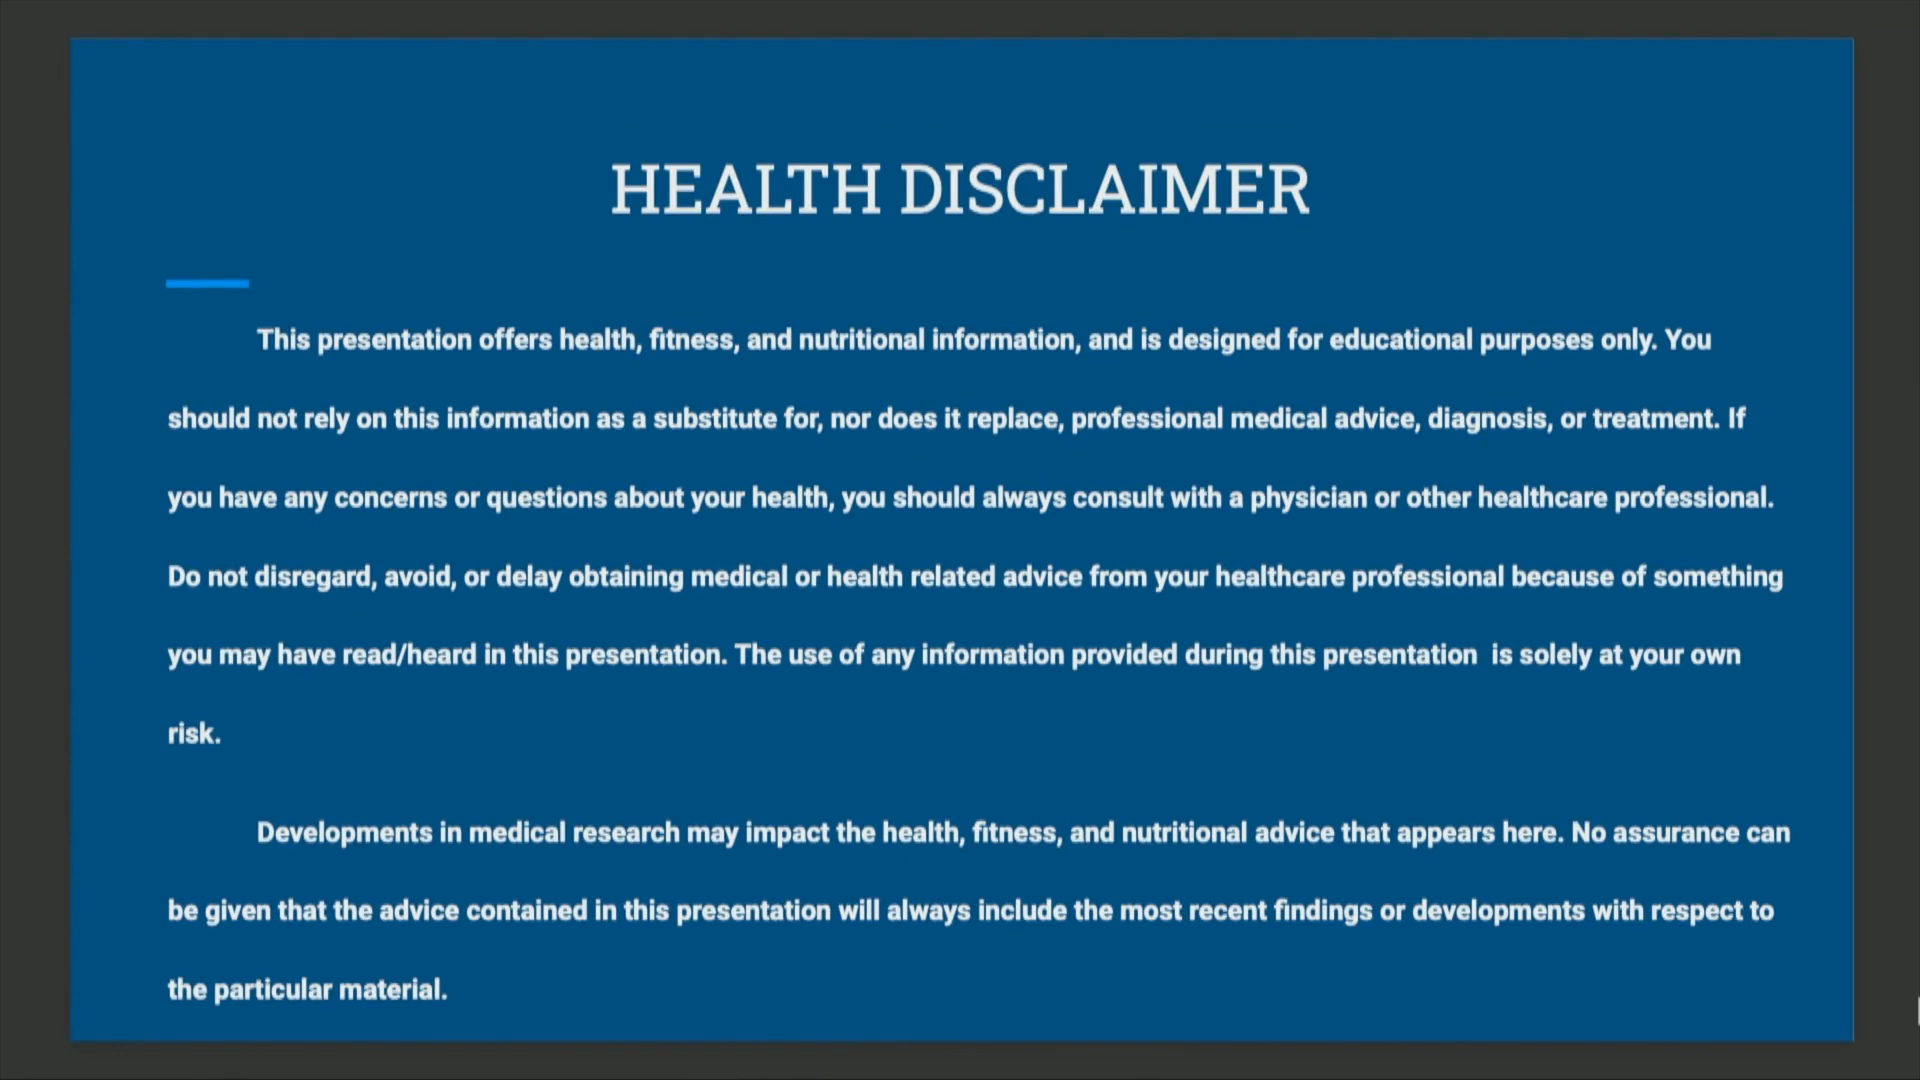 HEALTH DISCLAIMER
This presentation offers health, fitness, and nutritional information, and is designed for educational purposes only. You
should not rely on this information as a substitute for, nor does it replace, professional medical advice, diagnosis, or treatment. If
you have any concerns or questions about your health, you should always consult with a physician or other healthcare professional.
Do not disregard, avoid, or delay obtaining medical or health related advice from your healthcare professional because of something
you may have read/heard in this presentation. The use of any information provided during this presentation  is solely at your own
risk.
Developments in medical research may impact the health, fitness, and nutritional advice that appears here. No assurance can
be given that the advice contained in this presentation will always include the most recent findings or developments with respect to
the particular material.